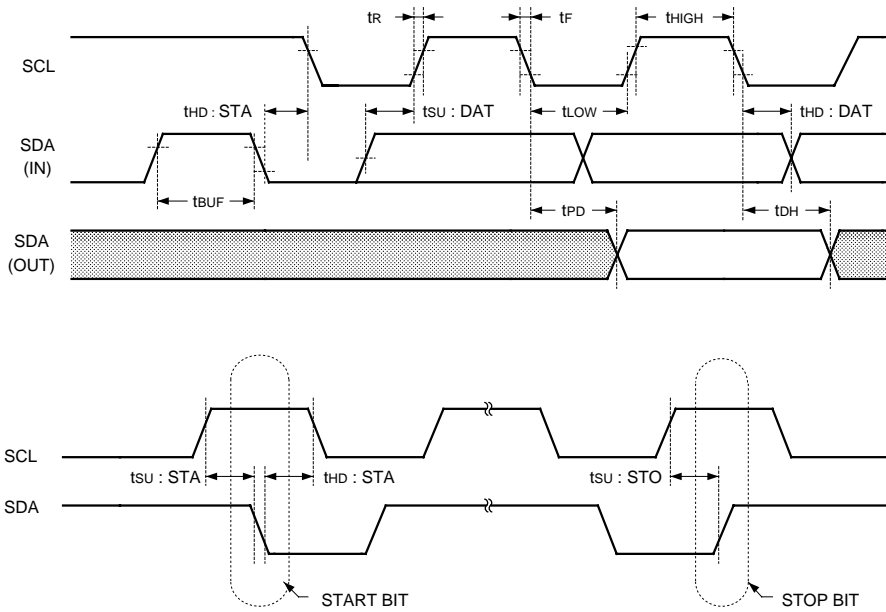 tR tF tHIGH
SCL
tHD : STA tSU : DAT tLOW tHD : DAT
SDA
(IN)
tBUF
tPD tDH
SDA
(OUT)
SCL
tSU : STA tHD : STA tSU : STO
SDA
START BIT STOP BIT